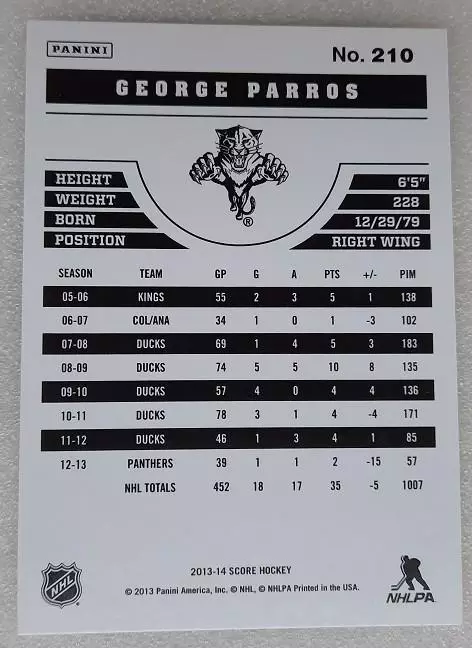 PANINI
No. 210
GEORGE PARROS
HEIGHT 6'5"
WEIGHT 228
BORN 12/29/79
POSITION RIGHT WING
®
SEASON TEAM GP G A PTS +/- PIM
05-06 KINGS 55 2 3 5 1 138
06-07 COL/ANA 34 1 0 1 -3 102
07-08 DUCKS 69 1 4 5 3 183
08-09 DUCKS 74 5 5 10 8 135
09-10 DUCKS 57 4 0 4 4 136
10-11 DUCKS 78 3 1 4 -4 171
11-12 DUCKS 46 1 3 4 1 85
12-13 PANTHERS 39 1 1 2 -15 57
NHL TOTALS 452 18 17 35 -5 1007
2013-14 SCORE HOCKEY
© 2013 Panini America, Inc. © NHL, © NHLPA Printed in the USA.
NHL
NHLPA